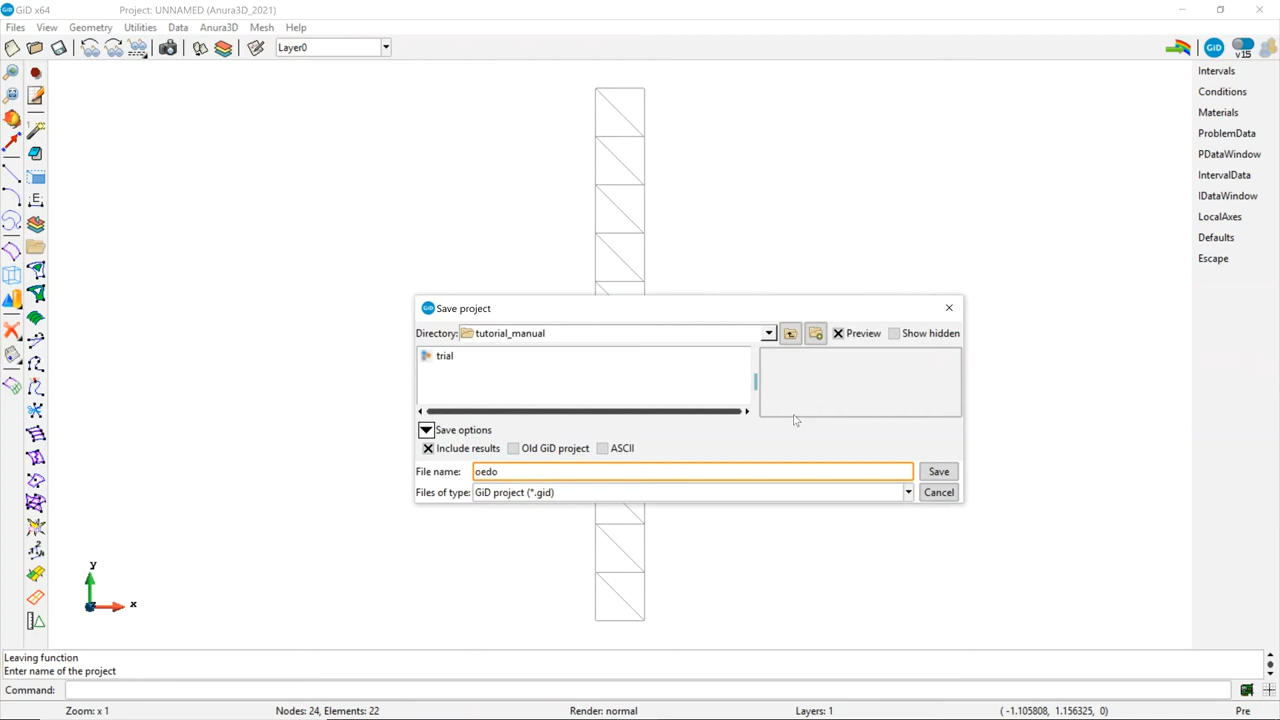 GiD x64 Project: UNNAMED (Anura3D_2021)
Files View Geometry Utilities Data Anura3D Mesh Help
Layer0
GiD
v15
Intervals
Conditions
Materials
ProblemData
PDataWindow
IntervalData
IDataWindow
LocalAxes
Defaults
Escape
Save project
Directory: tutorial_manual Preview Show hidden
trial
Save options
Include results Old GiD project ASCII
File name: oedo Save
Files of type: GiD project (*.gid) Cancel
y
x
Leaving function
Enter name of the project
Command:
Zoom: x 1 Nodes: 24, Elements: 22 Render: normal Layers: 1 ( -1.105808, 1.156325, 0) Pre